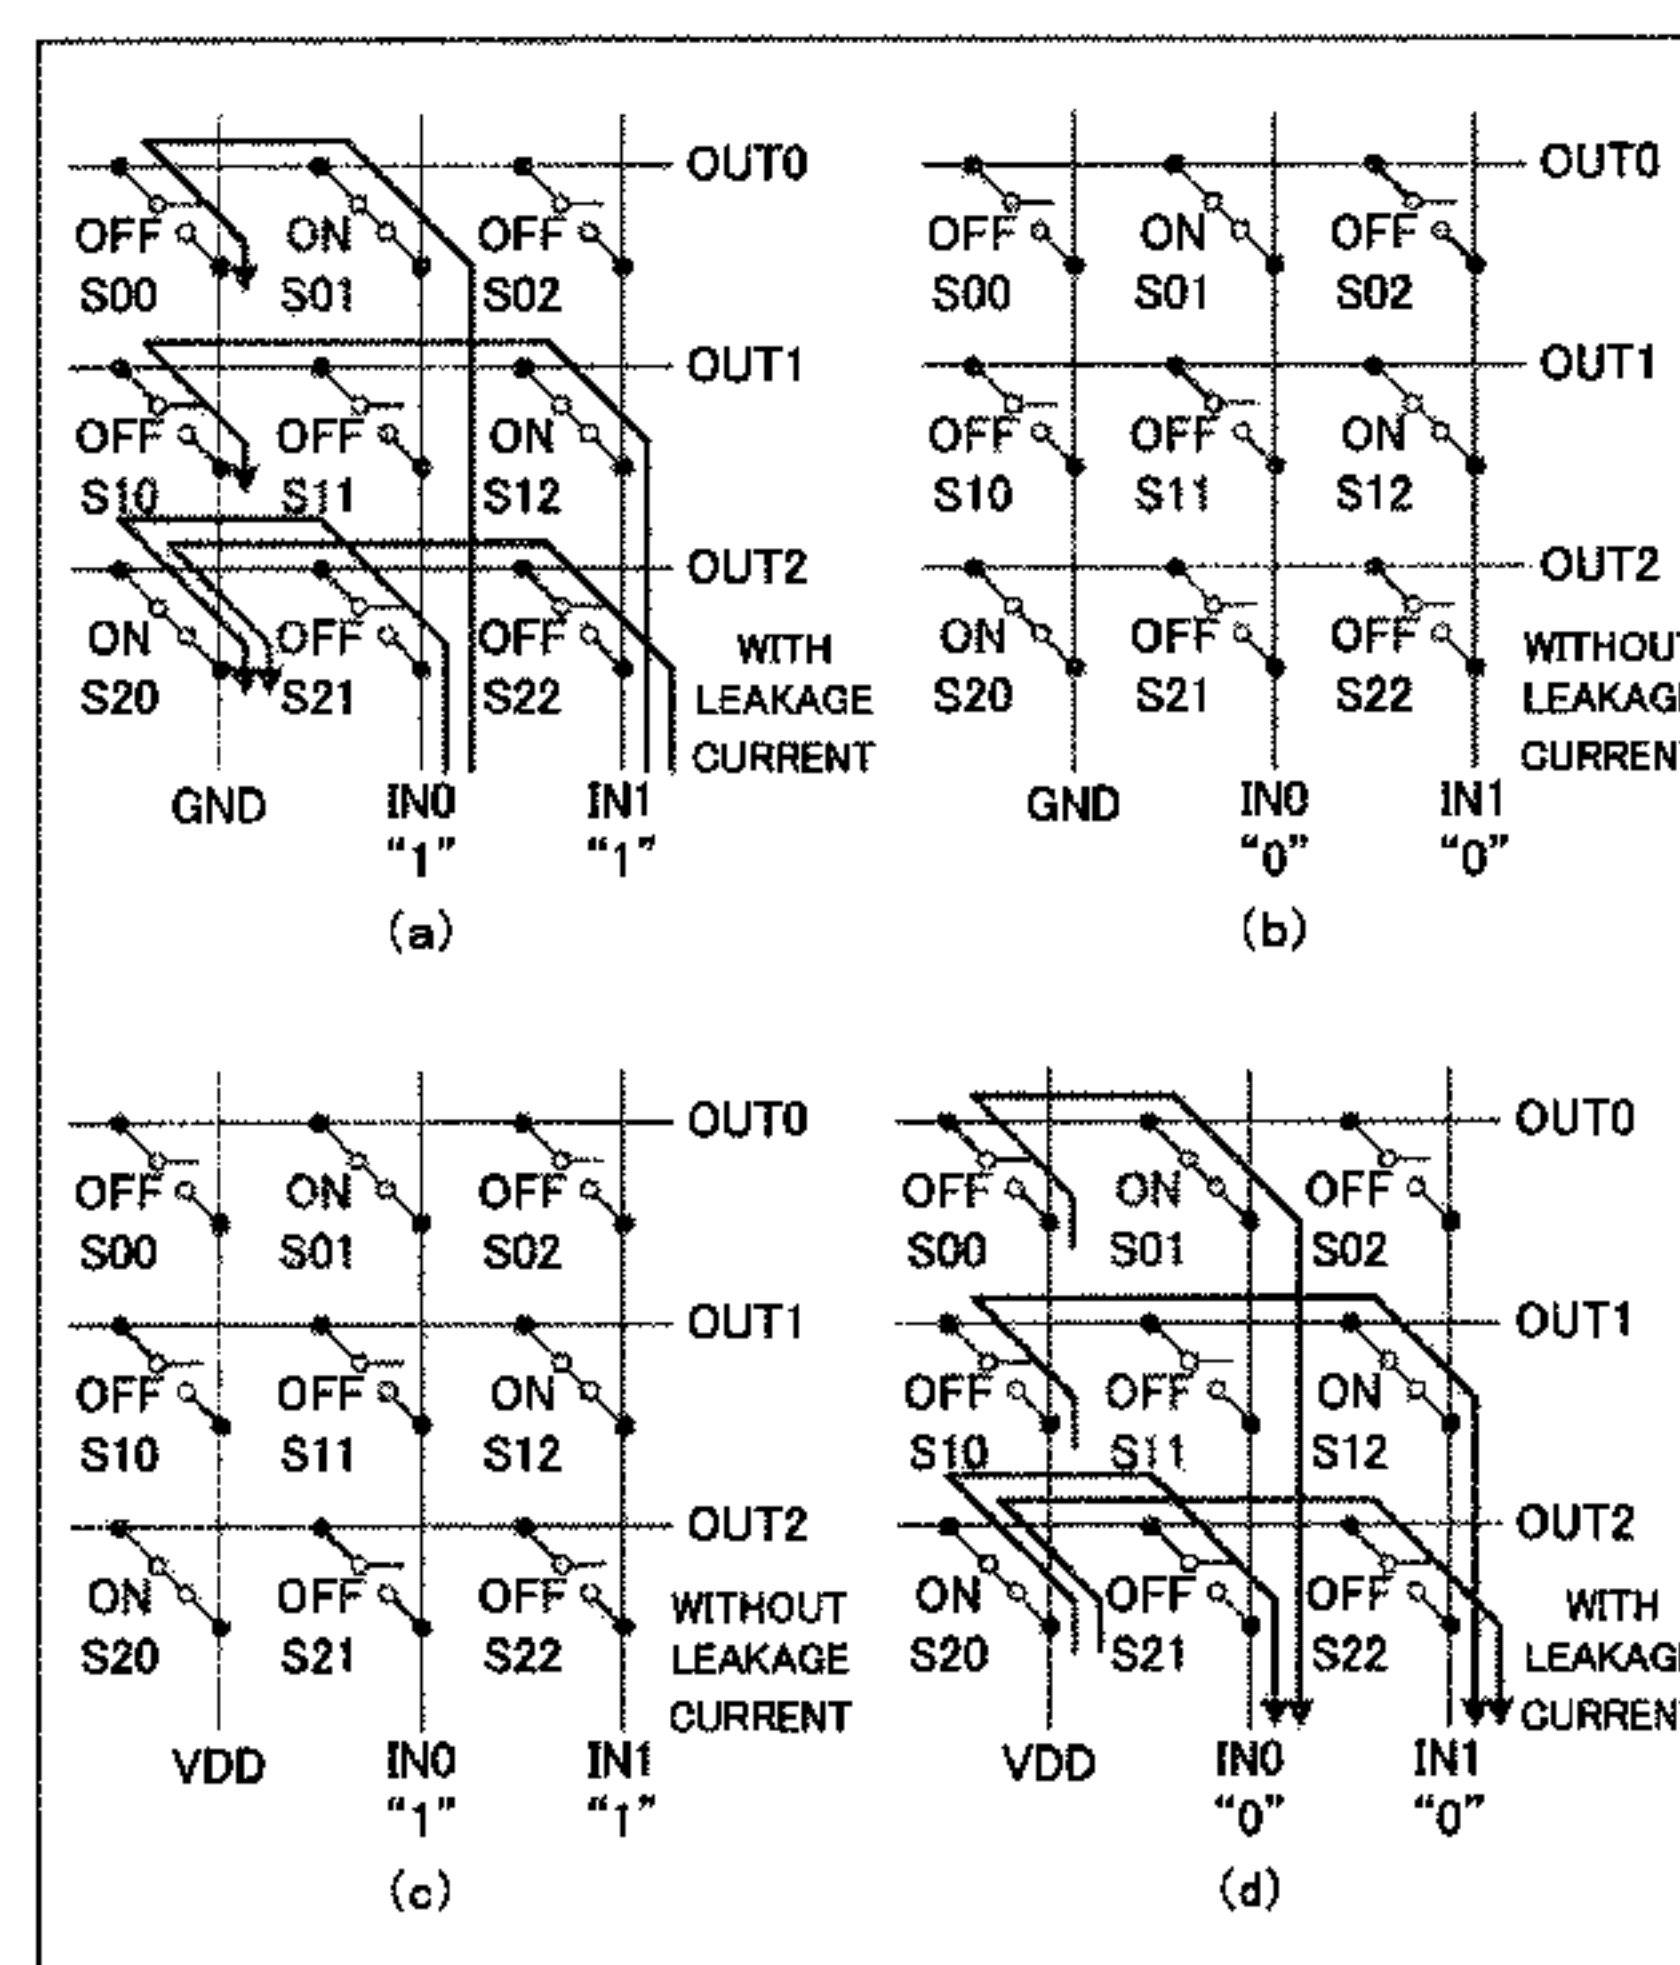 OUT0
OFF ON OFF
S00 S01 S02
OUT1
OFF OFF ON
S10 S11 S12
OUT2
ON OFF OFF
S20 S21 S22
WITH
LEAKAGE
CURRENT
GND IN0 IN1
“1” “1”
(a)
OUT0
OFF ON OFF
S00 S01 S02
OUT1
OFF OFF ON
S10 S11 S12
OUT2
ON OFF OFF
S20 S21 S22
WITHOUT
LEAKAGE
CURRENT
GND IN0 IN1
“0” “0”
(b)
OUT0
OFF ON OFF
S00 S01 S02
OUT1
OFF OFF ON
S10 S11 S12
OUT2
ON OFF OFF
S20 S21 S22
WITHOUT
LEAKAGE
CURRENT
VDD IN0 IN1
“1” “1”
(c)
OUT0
OFF ON OFF
S00 S01 S02
OUT1
OFF OFF ON
S10 S11 S12
OUT2
ON OFF OFF
S20 S21 S22
WITH
LEAKAGE
CURRENT
VDD IN0 IN1
“0” “0”
(d)